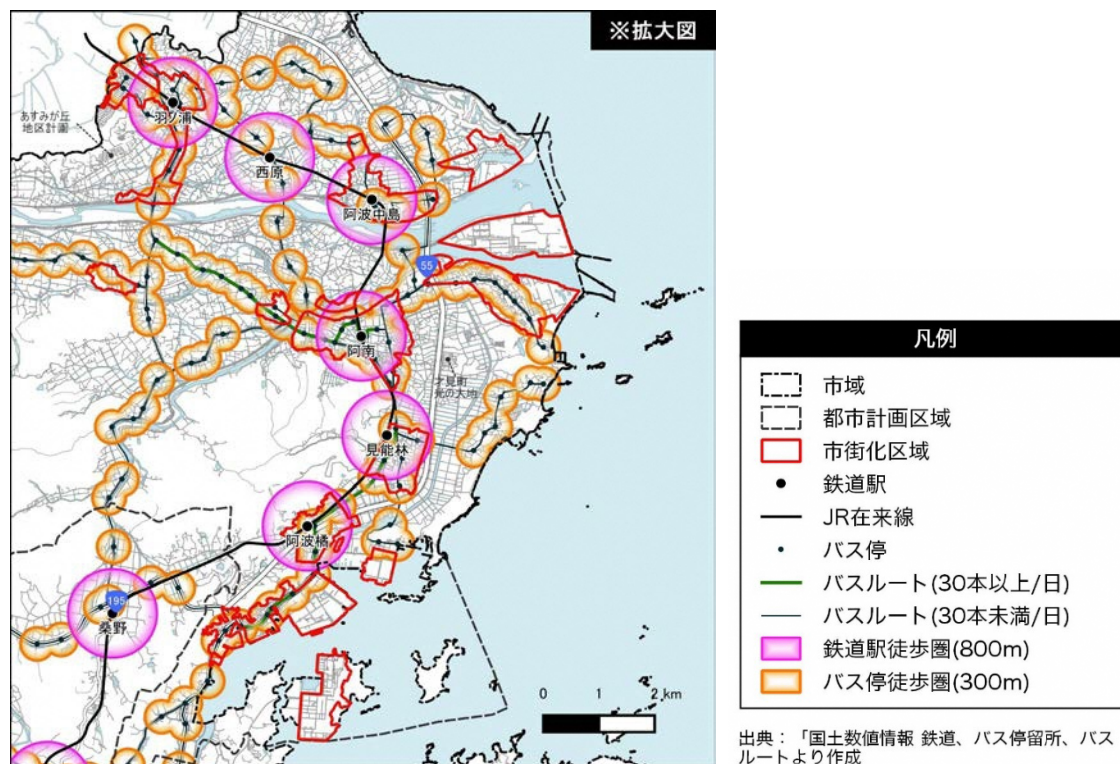 ※拡大図
あすみが丘
地区計画
羽ノ浦
西原
阿波中島
55
阿南
才見町
光の大地
見能林
阿波橘
195
桑野
0 1 2 km
凡例
市域
都市計画区域
市街化区域
鉄道駅
JR在来線
バス停
バスルート(30本以上/日)
バスルート(30本未満/日)
鉄道駅徒歩圏(800m)
バス停徒歩圏(300m)
出典：「国土数値情報 鉄道、バス停留所、バス
ルートより作成